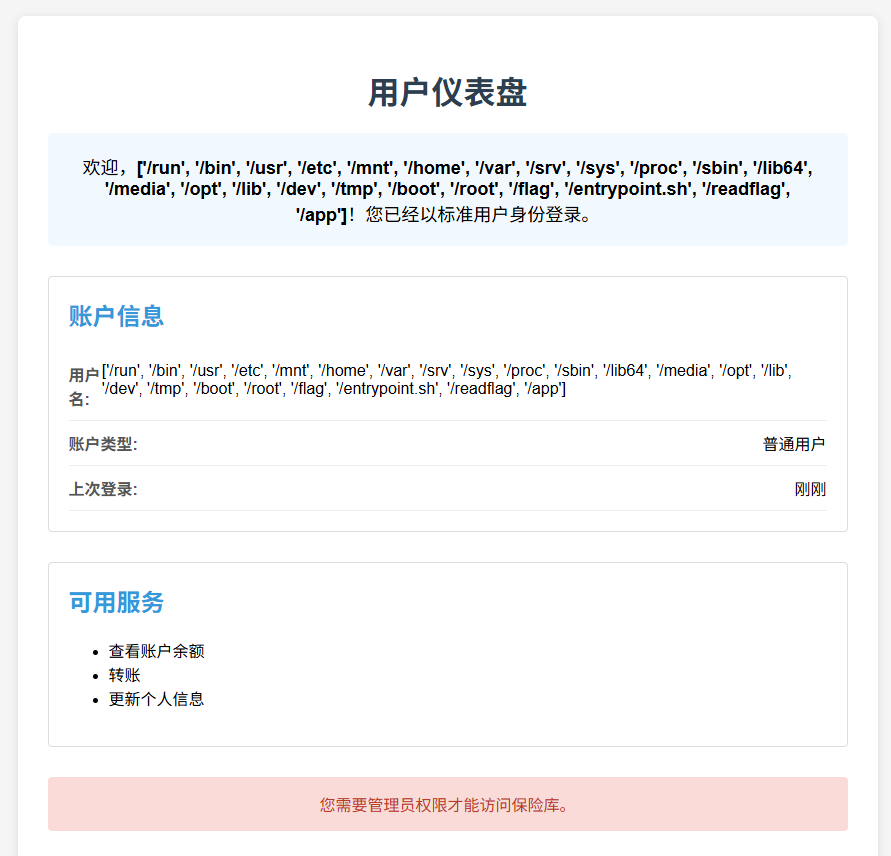 用户仪表盘
欢迎，['/run', '/bin', '/usr', '/etc', '/mnt', '/home', '/var', '/srv', '/sys', '/proc', '/sbin', '/lib64',
'/media', '/opt', '/lib', '/dev', '/tmp', '/boot', '/root', '/flag', '/entrypoint.sh', '/readflag',
'/app']！您已经以标准用户身份登录。
账户信息
用户名:
['/run', '/bin', '/usr', '/etc', '/mnt', '/home', '/var', '/srv', '/sys', '/proc', '/sbin', '/lib64', '/media', '/opt', '/lib',
'/dev', '/tmp', '/boot', '/root', '/flag', '/entrypoint.sh', '/readflag', '/app']
账户类型: 普通用户
上次登录: 刚刚
可用服务
• 查看账户余额
• 转账
• 更新个人信息
您需要管理员权限才能访问保险库。